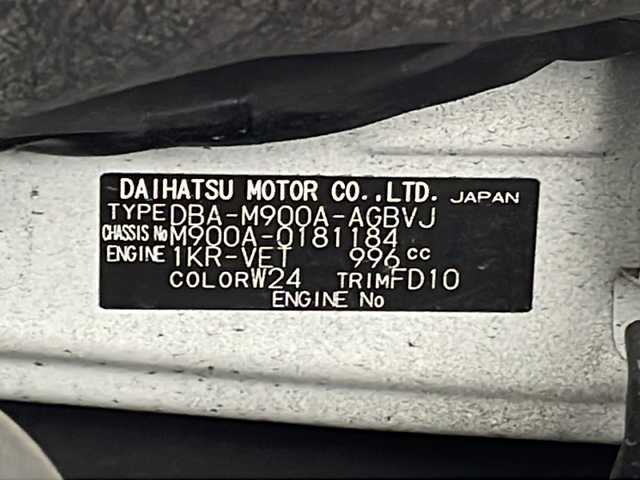 DAIHATSU MOTOR CO.,LTD. JAPAN
TYPE DBA-M900A-AGBVJ
CHASSIS No M900A-0181184
ENGINE 1KR-VET 996 cc
COLOR W24 TRIM FD10
ENGINE No